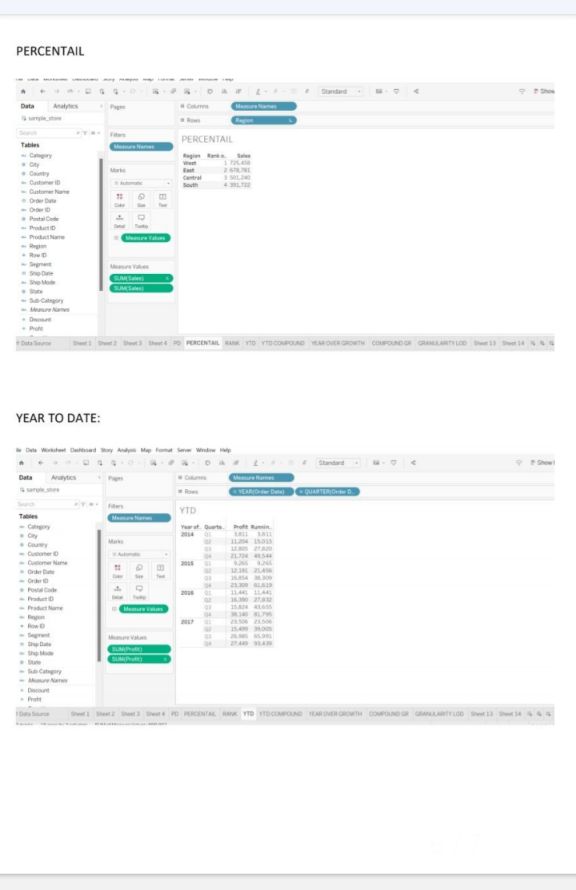 PERCENTAIL
Data Worksheet Dashboard Story Analysis Map Format Server Window Help
Standard
Show
Data Analytics
Pages
Columns Measure Names
sample_store
Rows Region
Search
Filters
PERCENTAIL
Tables
Measure Names
Category
City
Country
Customer ID
Customer Name
Order Date
Order ID
Postal Code
Product ID
Product Name
Region
Row ID
Segment
Ship Date
Ship Mode
State
Sub-Category
Measure Names
Discount
Profit
Marks
Automatic
Color Size Text
Detail Tooltip
Measure Values
Measure Values
SUM(Sales)
SUM(Sales)
Region Rank o.. Sales
West 1 725,458
East 2 678,781
Central 3 501,240
South 4 391,722
Data Source Sheet 1 Sheet 2 Sheet 3 Sheet 4 PD PERCENTAIL RANK YTD YTD COMPOUND YEAR OVER GROWTH COMPOUND GR GRANULARITY LOD Sheet 13 Sheet 14
YEAR TO DATE:
Data Worksheet Dashboard Story Analysis Map Format Server Window Help
Standard
Show
Data Analytics
Pages
Columns Measure Names
sample_store
Rows YEAR(Order Date) QUARTER(Order D..
Search
Filters
YTD
Tables
Measure Names
Category
City
Country
Customer ID
Customer Name
Order Date
Order ID
Postal Code
Product ID
Product Name
Region
Row ID
Segment
Ship Date
Ship Mode
State
Sub-Category
Measure Names
Discount
Profit
Marks
Automatic
Color Size Text
Detail Tooltip
Measure Values
Measure Values
SUM(Profit)
SUM(Profit)
Year of.. Quarte.. Profit Runnin..
2014 Q1 3,811 3,811
Q2 11,204 15,015
Q3 12,805 27,820
Q4 21,724 49,544
2015 Q1 9,265 9,265
Q2 12,191 21,456
Q3 16,854 38,309
Q4 23,309 61,619
2016 Q1 11,441 11,441
Q2 16,390 27,832
Q3 15,824 43,655
Q4 38,140 81,795
2017 Q1 23,506 23,506
Q2 15,499 39,005
Q3 26,985 65,991
Q4 27,449 93,439
Data Source Sheet 1 Sheet 2 Sheet 3 Sheet 4 PD PERCENTAIL RANK YTD YTD COMPOUND YEAR OVER GROWTH COMPOUND GR GRANULARITY LOD Sheet 13 Sheet 14